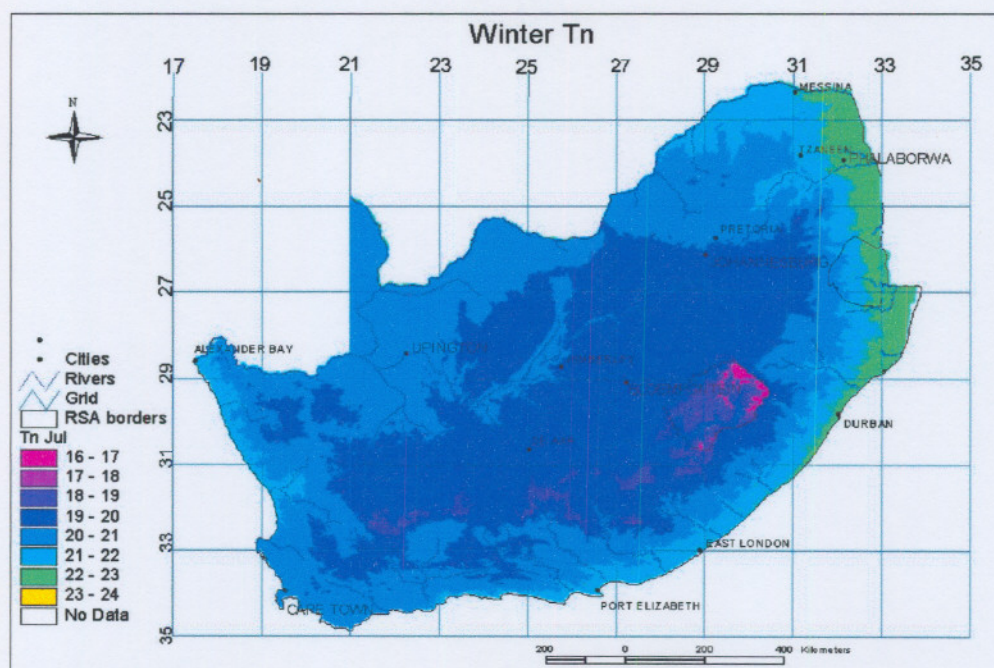 Winter Tn
17 19 21 23 25 27 29 31 33 35
N
23
25
27
29
31
33
35
MESSINA
TZANEEN
PHALABORWA
PRETORIA
ALEXANDER BAY
UPINGTON
DURBAN
EAST LONDON
PORT ELIZABETH
CAPE TOWN
Cities
Rivers
Grid
RSA borders
Tn Jul
16 - 17
17 - 18
18 - 19
19 - 20
20 - 21
21 - 22
22 - 23
23 - 24
No Data
200 0 200 400 Kilometers